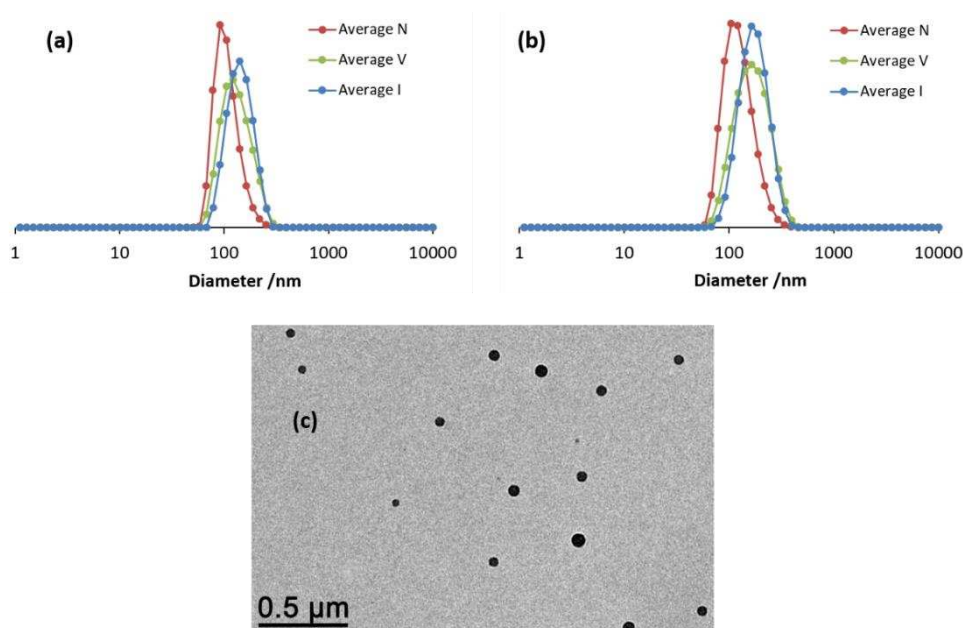 (a)
Average N
Average V
Average I
1 10 100 1000 10000
Diameter /nm
(b)
Average N
Average V
Average I
1 10 100 1000 10000
Diameter /nm
(c)
0.5 µm